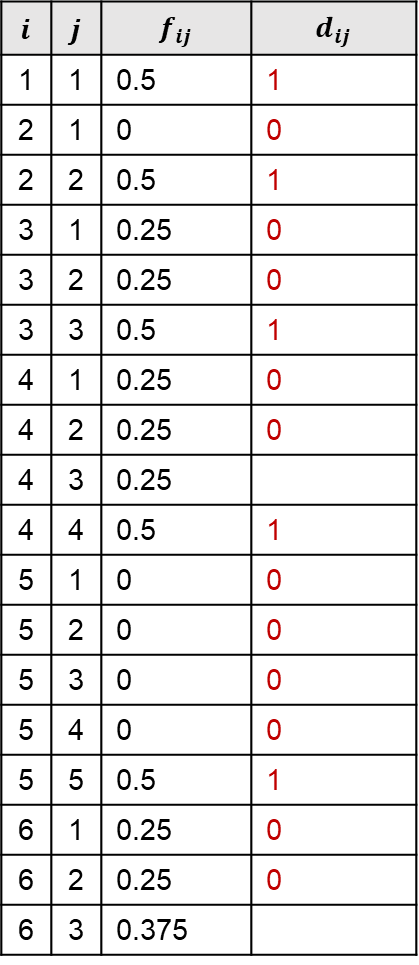 i j f_ij d_ij
1 1 0.5 1
2 1 0 0
2 2 0.5 1
3 1 0.25 0
3 2 0.25 0
3 3 0.5 1
4 1 0.25 0
4 2 0.25 0
4 3 0.25
4 4 0.5 1
5 1 0 0
5 2 0 0
5 3 0 0
5 4 0 0
5 5 0.5 1
6 1 0.25 0
6 2 0.25 0
6 3 0.375